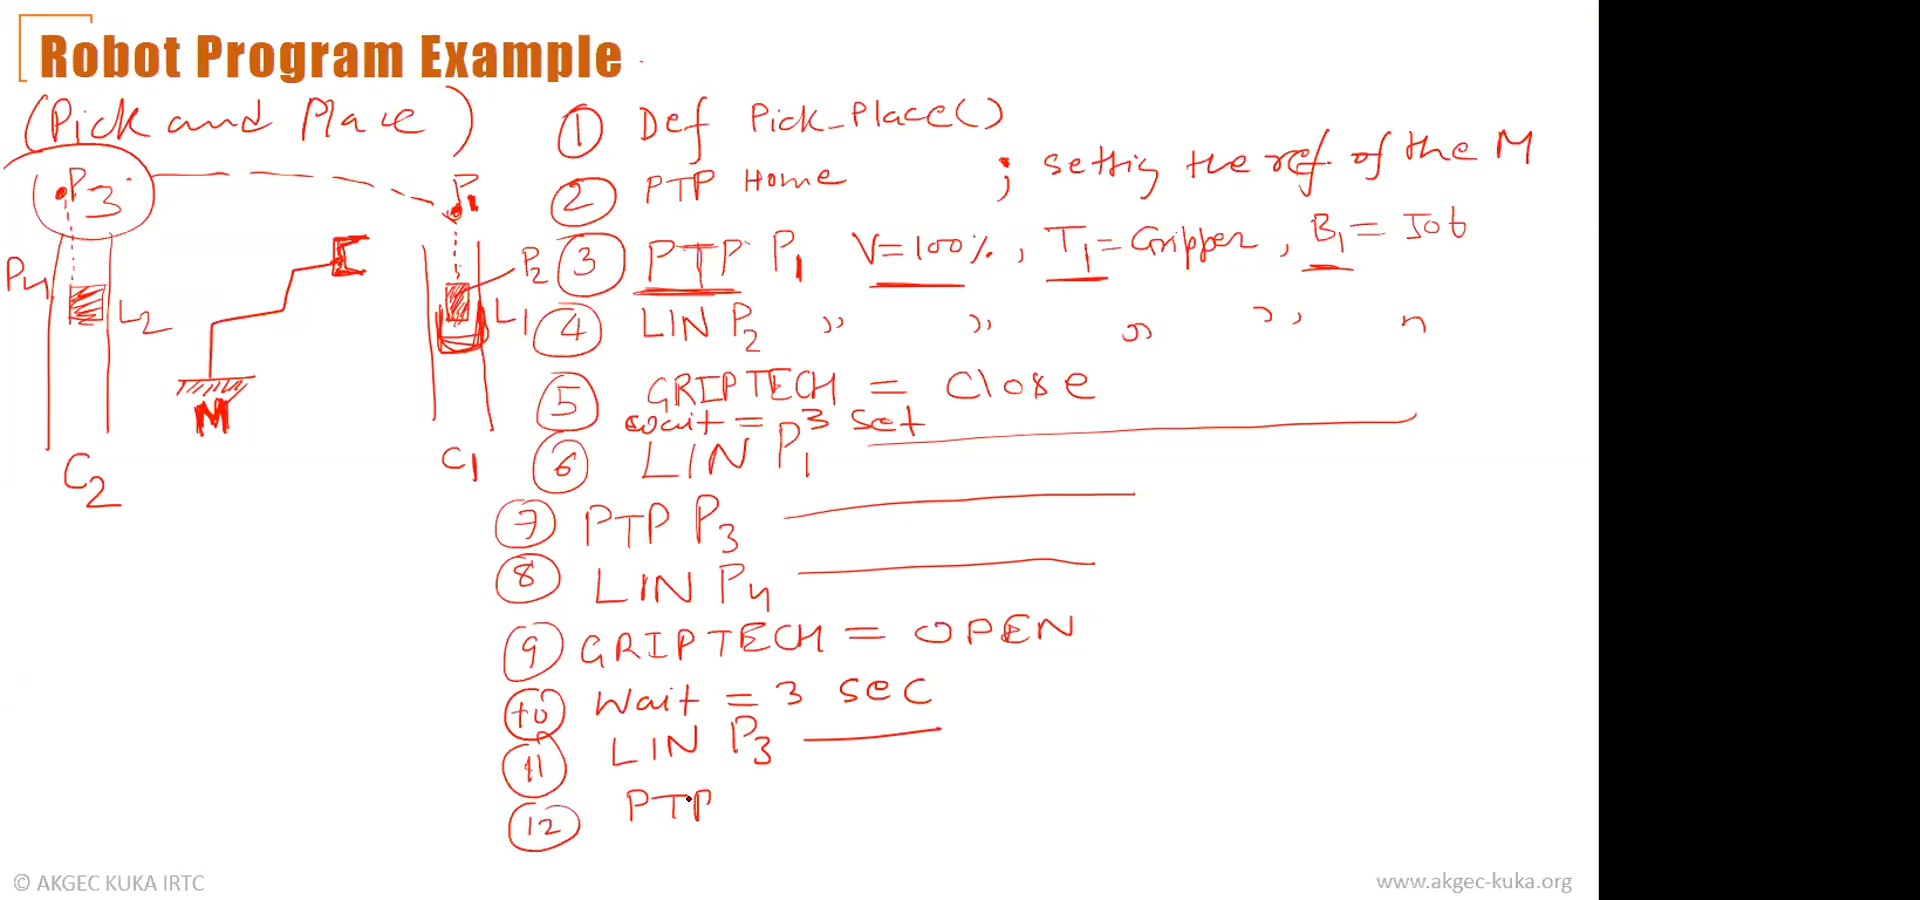 Robot Program Example
(Pick and Place)
① Def Pick_Place()
② PTP Home ; setting the ref. of the M
③ PTP P1 V=100%, T1=Gripper, B1=Job
④ LIN P2 ,, ,, ,, ,, n
⑤ GRIPTECH = Close
wait = 3 sec
⑥ LIN P1
⑦ PTP P3
⑧ LIN P4
⑨ GRIPTECH = OPEN
⑩ Wait = 3 sec
⑪ LIN P3
⑫ PTP
P3
P1
P4
L2
P2
L1
M
C2
C1
© AKGEC KUKA IRTC
www.akgec-kuka.org